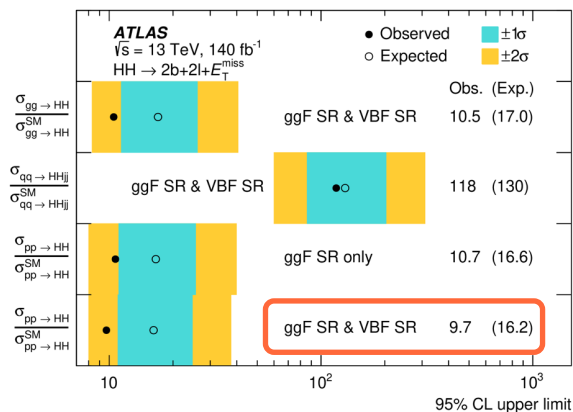 ATLAS
● Observed ±1σ
√s = 13 TeV, 140 fb⁻¹
○ Expected ±2σ
HH → 2b+2l+E_T^miss
Obs. (Exp.)
σ_gg→HH / σ^SM_gg→HH ggF SR & VBF SR 10.5 (17.0)
σ_qq→HHjj / σ^SM_qq→HHjj ggF SR & VBF SR 118 (130)
σ_pp→HH / σ^SM_pp→HH ggF SR only 10.7 (16.6)
σ_pp→HH / σ^SM_pp→HH ggF SR & VBF SR 9.7 (16.2)
10 10² 10³
95% CL upper limit